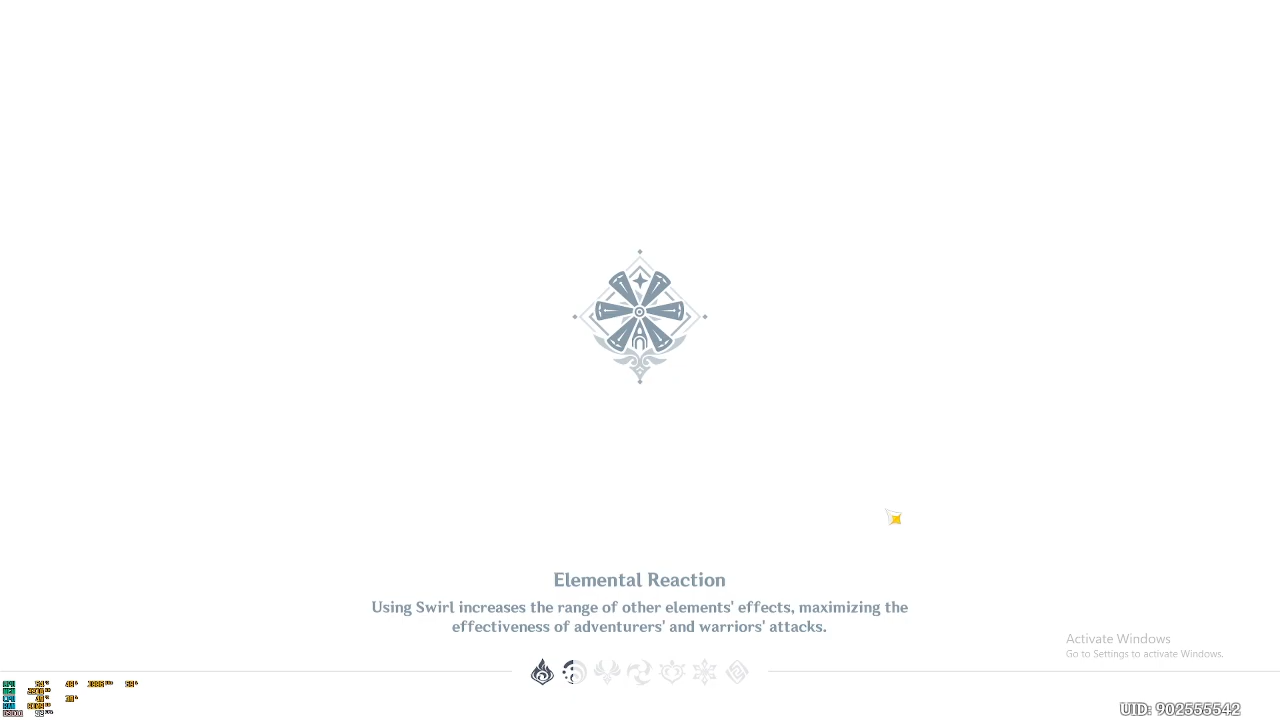 Elemental Reaction
Using Swirl increases the range of other elements' effects, maximizing the
effectiveness of adventurers' and warriors' attacks.
Activate Windows
Go to Settings to activate Windows.
UID: 902555542